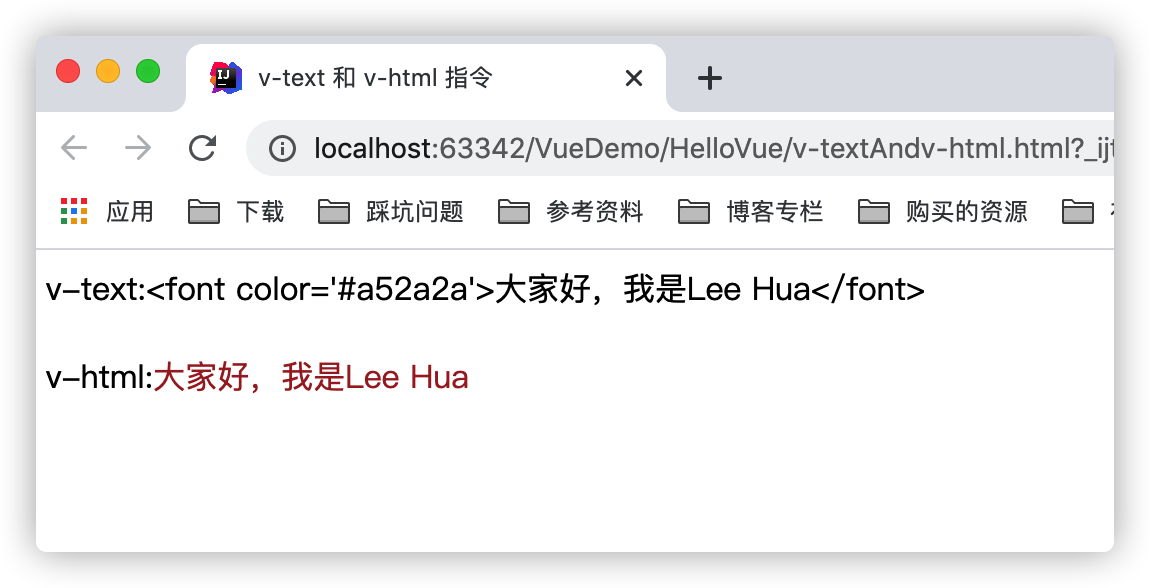 v-text 和 v-html 指令
localhost:63342/VueDemo/HelloVue/v-textAndv-html.html?_ijt
应用 下载 踩坑问题 参考资料 博客专栏 购买的资源
v-text:<font color='#a52a2a'>大家好，我是Lee Hua</font>
v-html:大家好，我是Lee Hua